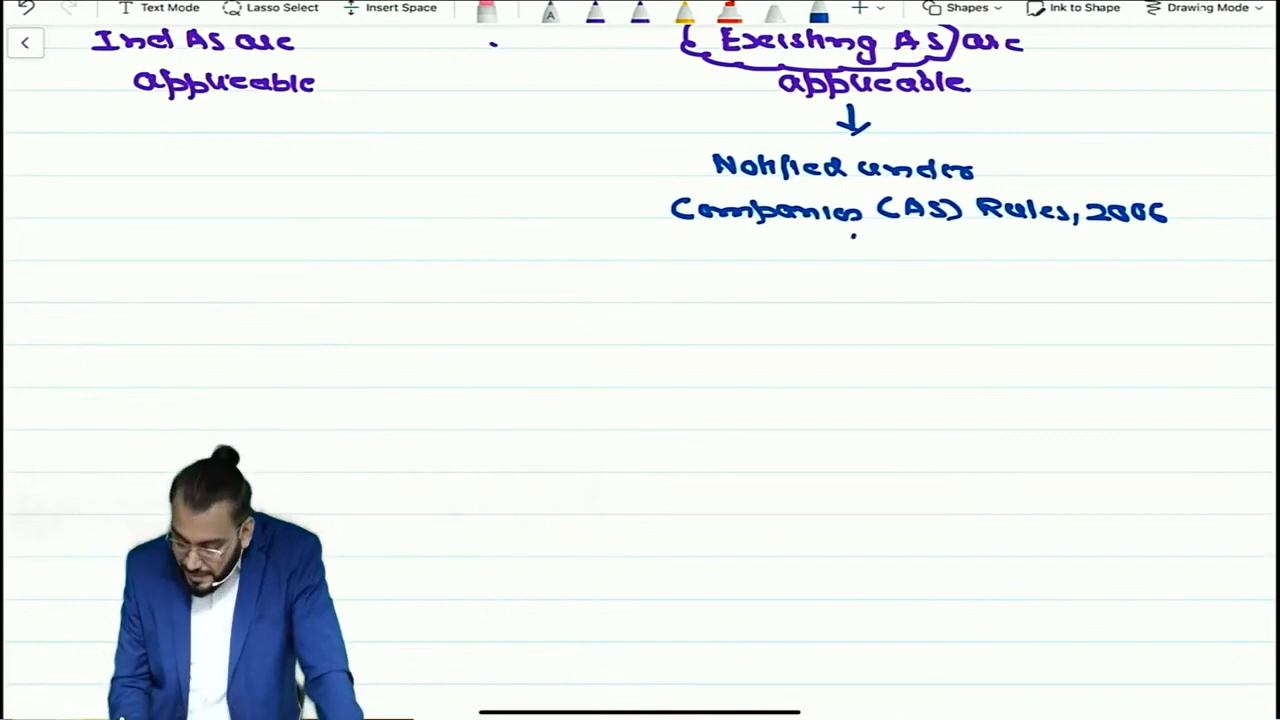 Text Mode Lasso Select Insert Space Shapes Ink to Shape Drawing Mode
Ind AS are
applicable
(Existing AS) are
applicable
Notified under
Companies (AS) Rules, 2006